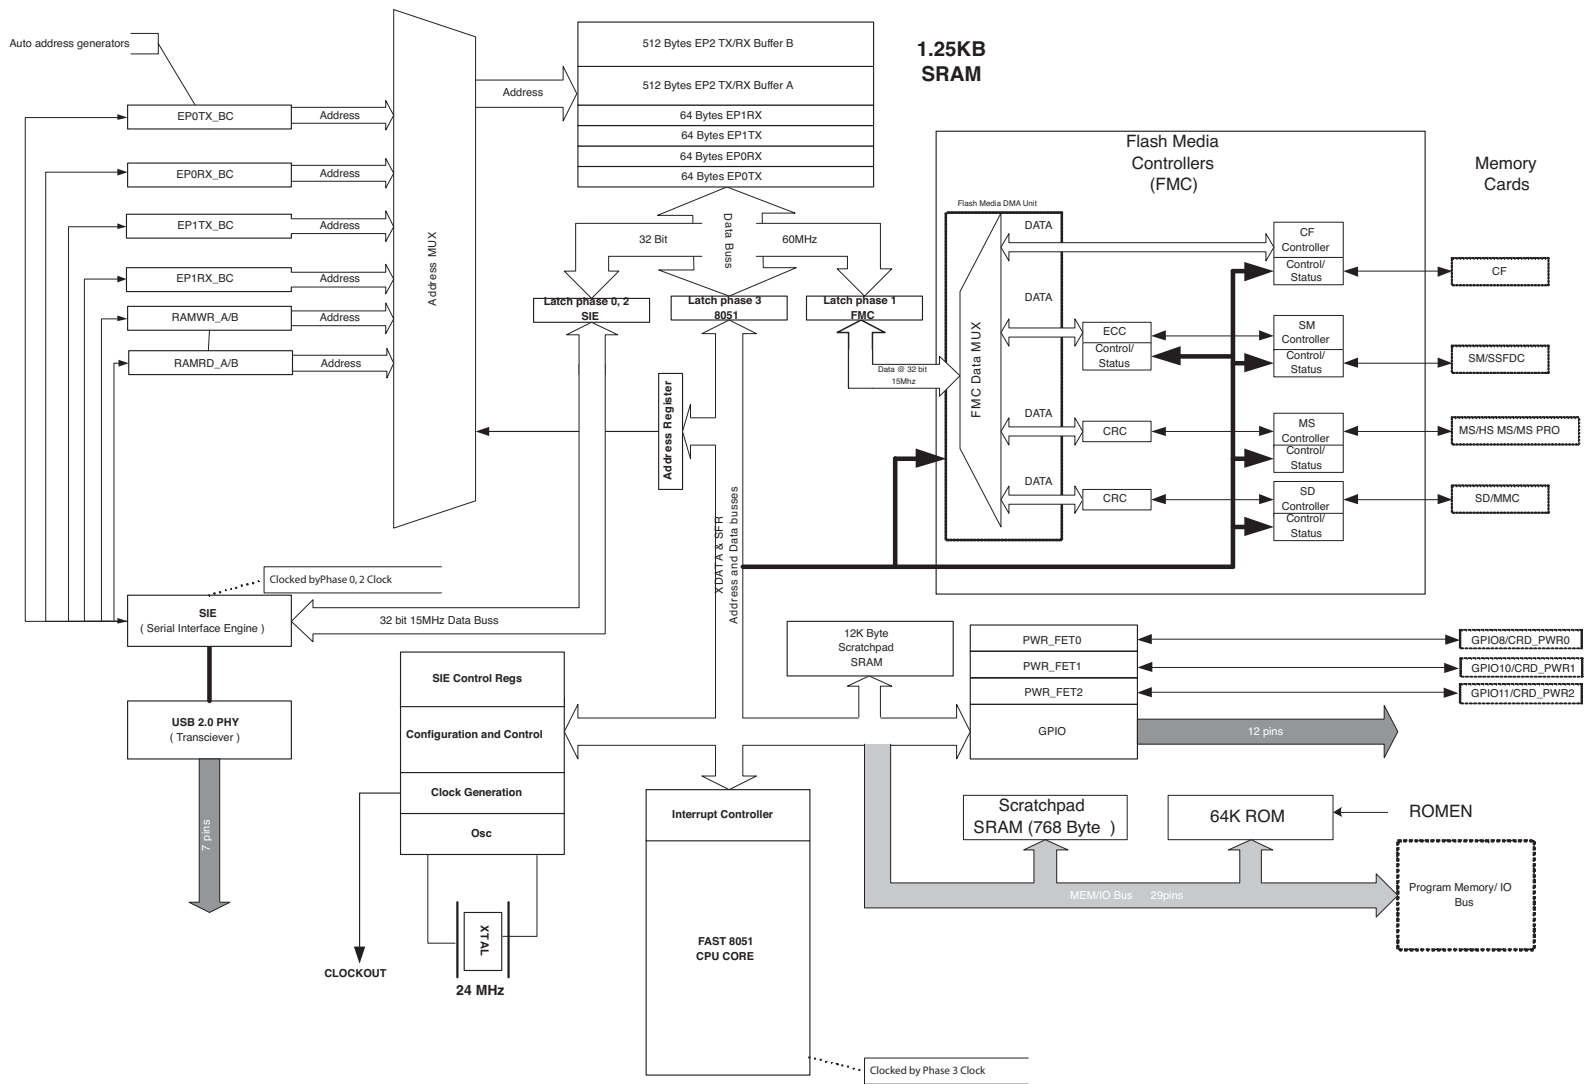 Auto address generators
EP0TX_BC
Address
EP0RX_BC
Address
EP1TX_BC
Address
EP1RX_BC
Address
RAMWR_A/B
Address
RAMRD_A/B
Address
Address MUX
Address
512 Bytes EP2 TX/RX Buffer B
512 Bytes EP2 TX/RX Buffer A
64 Bytes EP1RX
64 Bytes EP1TX
64 Bytes EP0RX
64 Bytes EP0TX
1.25KB
SRAM
32 Bit
Data Buss
60MHz
Latch phase 0, 2
SIE
Latch phase 3
8051
Latch phase 1
FMC
Data @ 32 bit
15Mhz
Address Register
XDATA & SFR
Address and Data busses
Flash Media
Controllers
(FMC)
Flash Media DMA Unit
FMC Data MUX
DATA
DATA
DATA
DATA
CF
Controller
Control/
Status
ECC
Control/
Status
SM
Controller
Control/
Status
CRC
MS
Controller
Control/
Status
CRC
SD
Controller
Control/
Status
Memory
Cards
CF
SM/SSFDC
MS/HS MS/MS PRO
SD/MMC
Clocked byPhase 0, 2 Clock
SIE
( Serial Interface Engine )
32 bit 15MHz Data Buss
USB 2.0 PHY
( Transciever )
7 pins
SIE Control Regs
Configuration and Control
Clock Generation
Osc
CLOCKOUT
XTAL
24 MHz
12K Byte
Scratchpad
SRAM
PWR_FET0
PWR_FET1
PWR_FET2
GPIO
12 pins
GPIO8/CRD_PWR0
GPIO10/CRD_PWR1
GPIO11/CRD_PWR2
Interrupt Controller
FAST 8051
CPU CORE
Clocked by Phase 3 Clock
Scratchpad
SRAM (768 Byte )
64K ROM
ROMEN
MEM/IO Bus 29pins
Program Memory/ IO
Bus